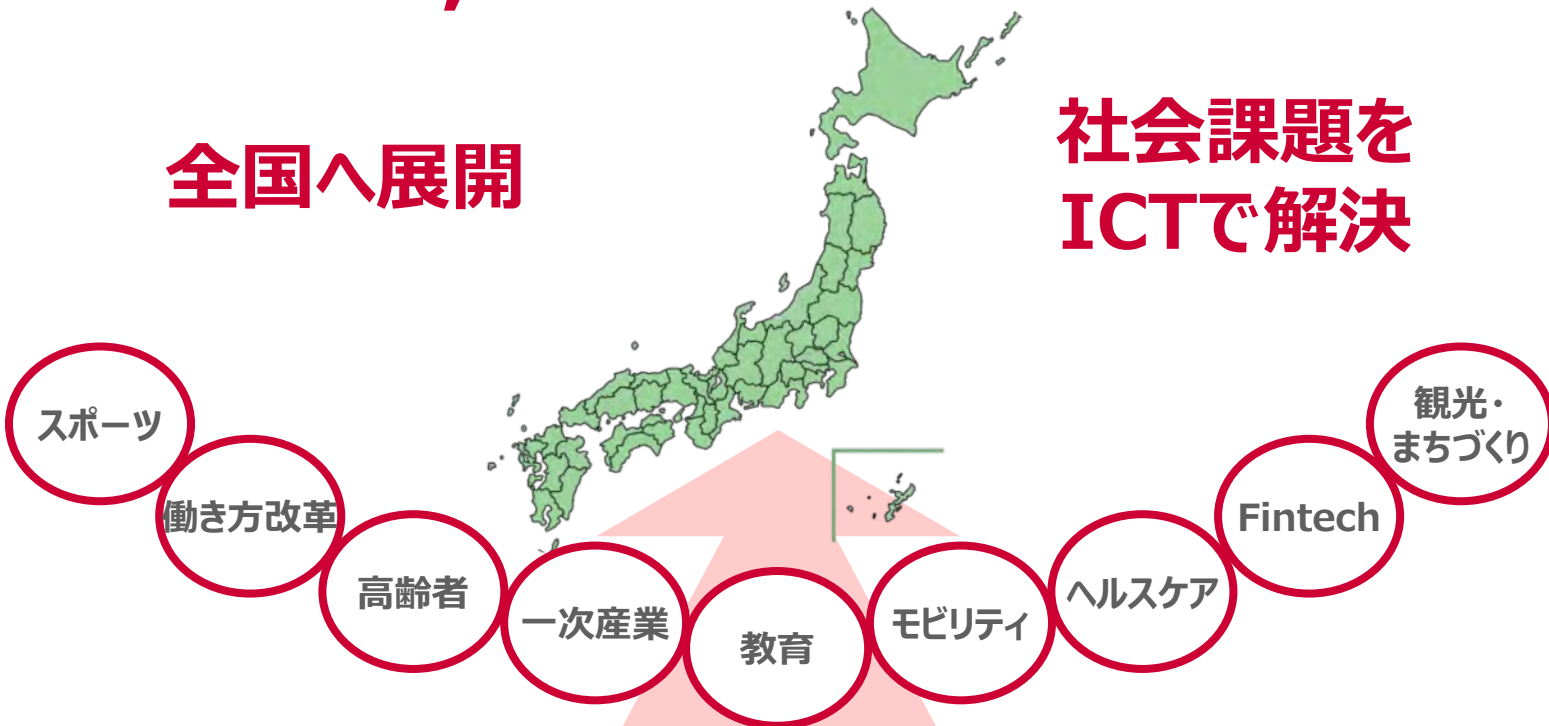 全国へ展開
社会課題を
ICTで解決
スポーツ
働き方改革
高齢者
一次産業
教育
モビリティ
ヘルスケア
Fintech
観光・
まちづくり